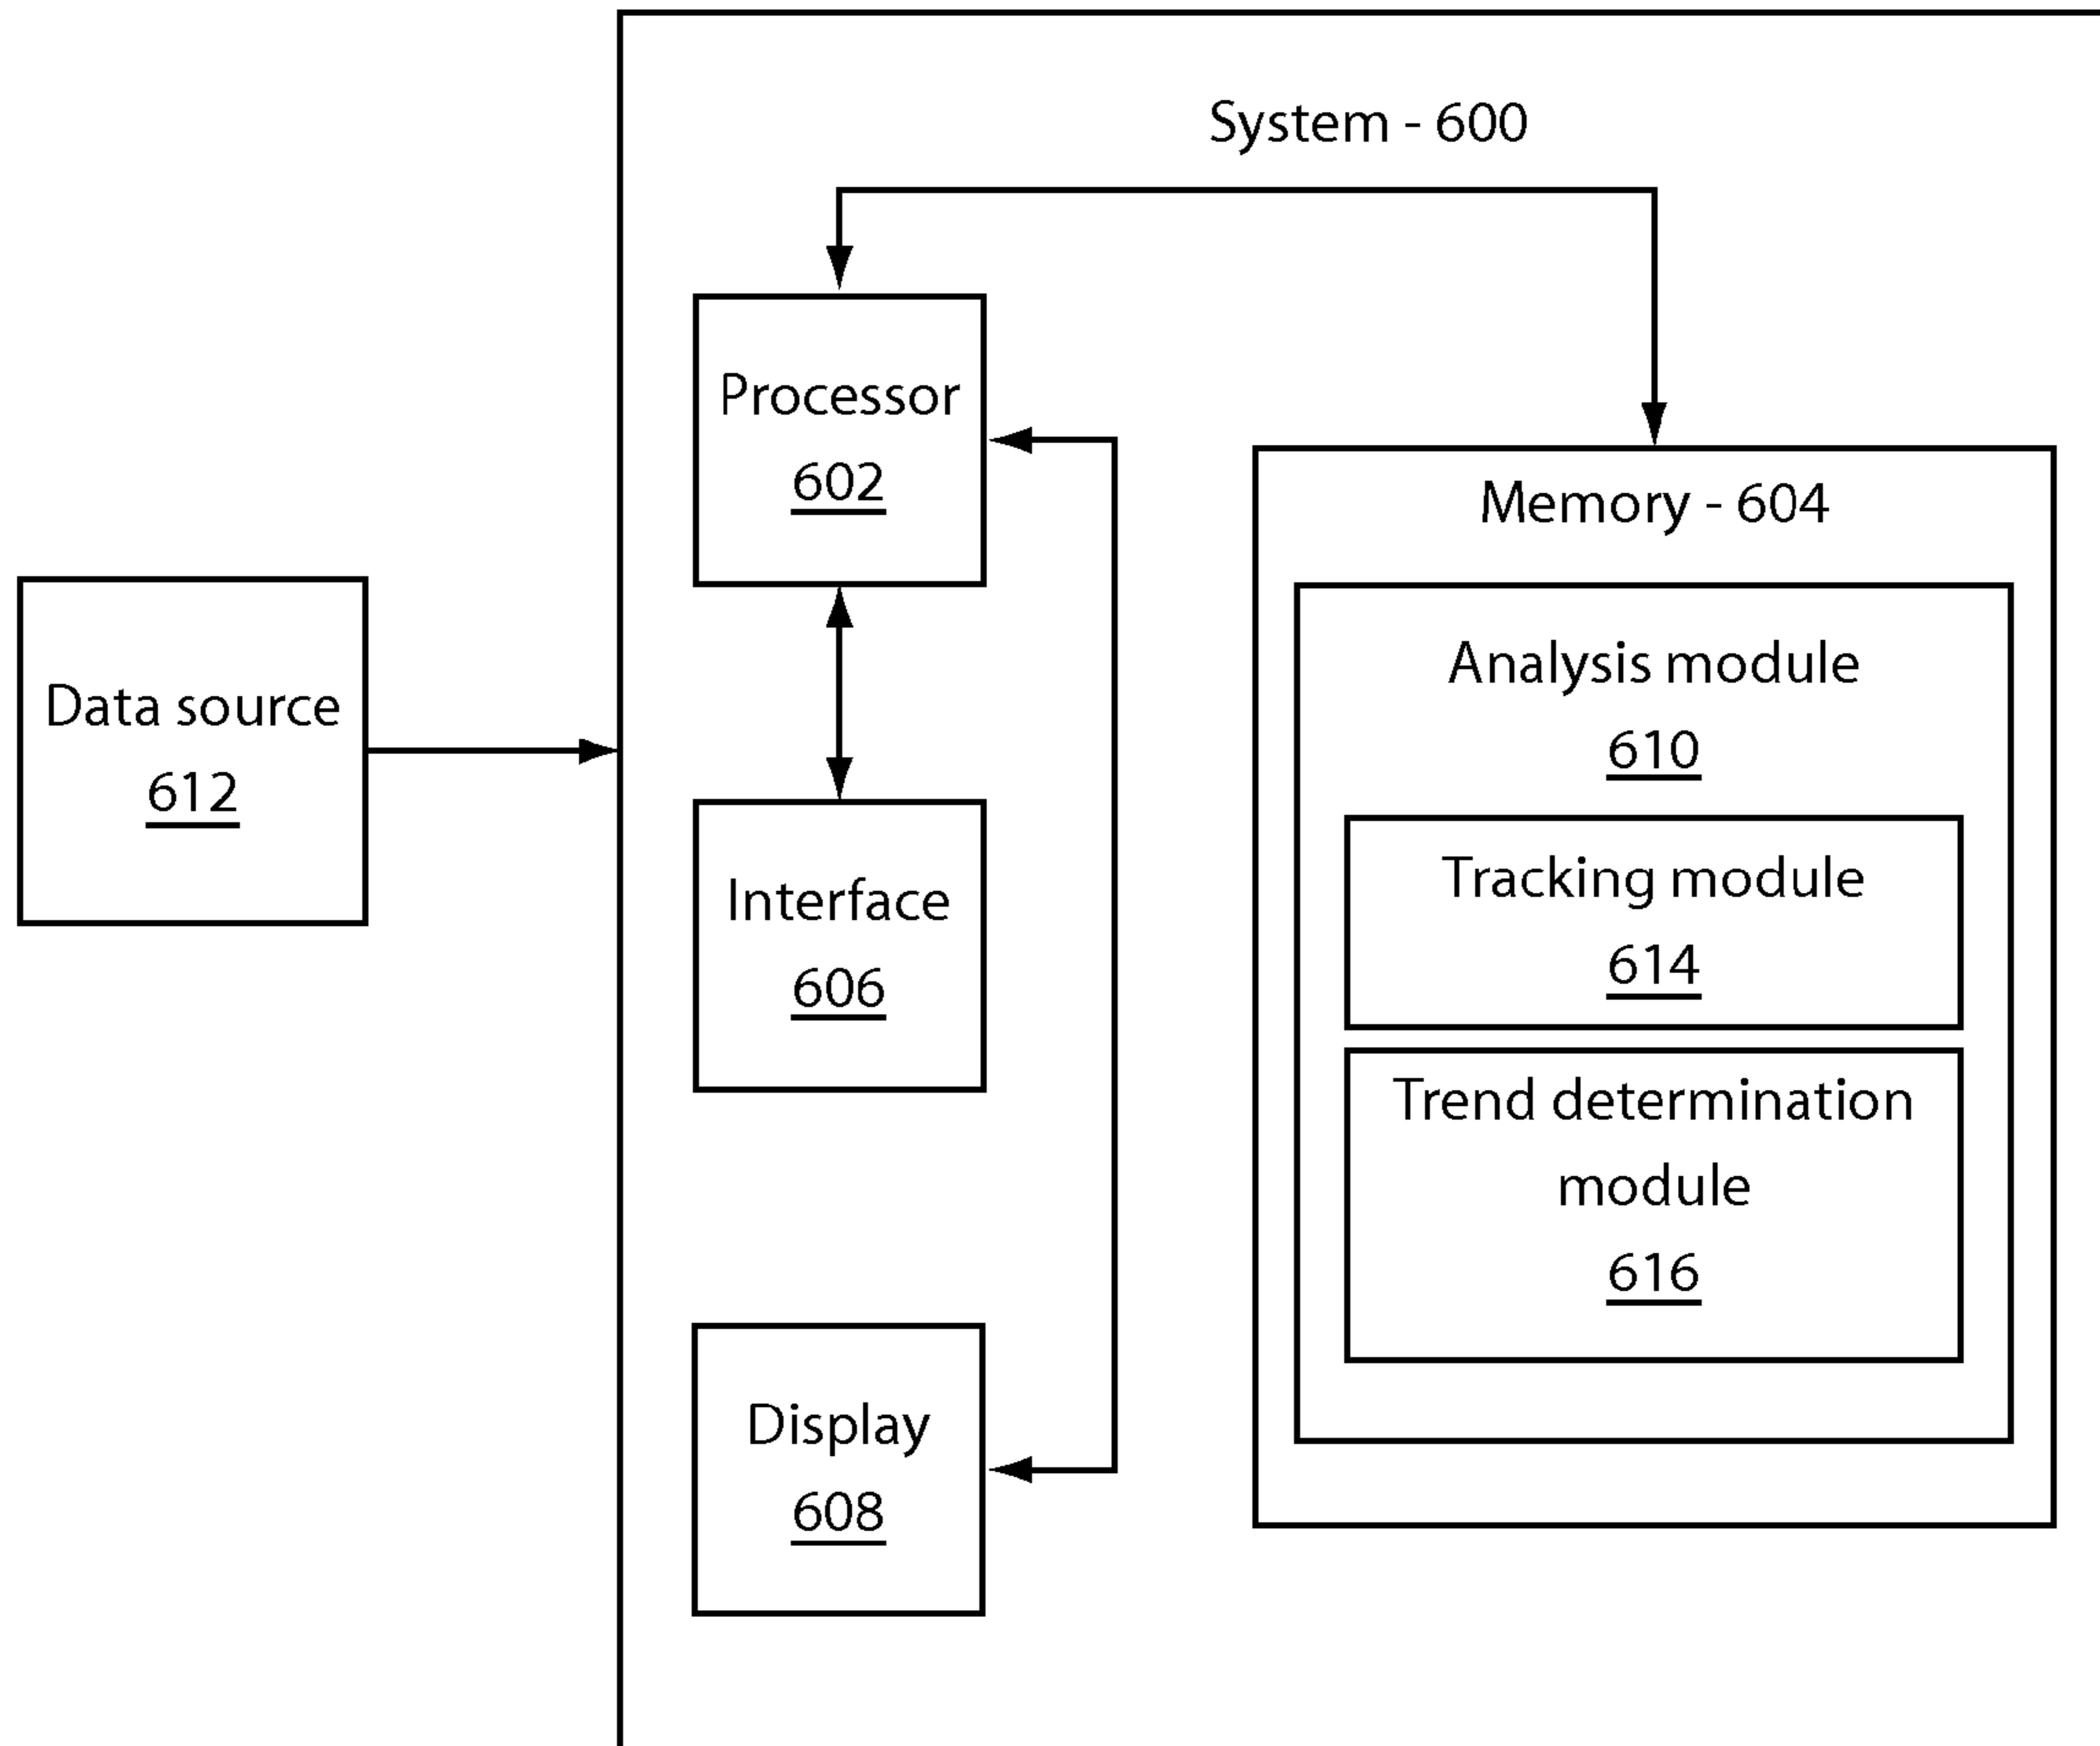 System - 600
Processor
602
Memory - 604
Data source
612
Analysis module
610
Interface
606
Tracking module
614
Trend determination
module
616
Display
608